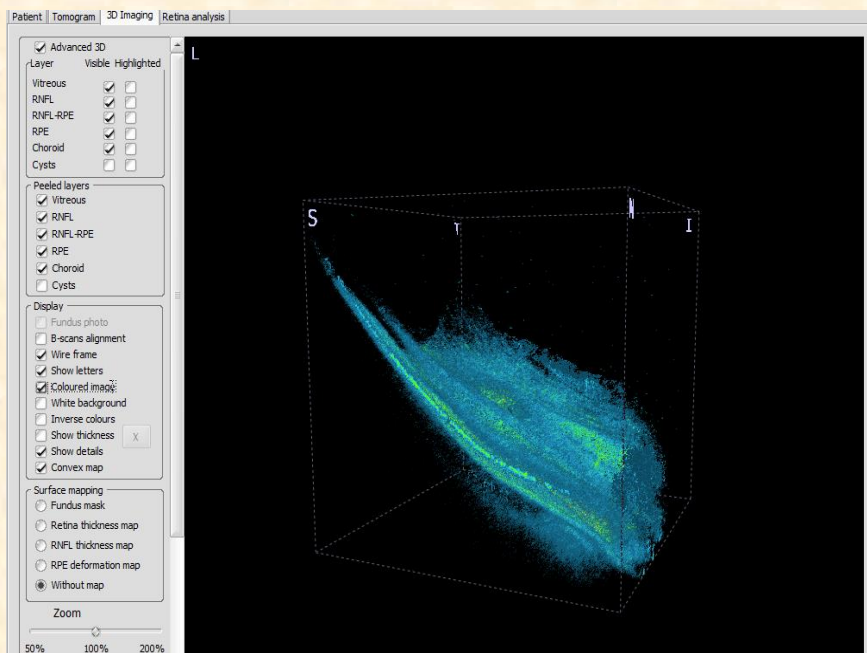 Patient Tomogram 3D Imaging Retina analysis
L
Advanced 3D
Layer Visible Highlighted
Vitreous
RNFL
RNFL-RPE
RPE
Choroid
Cysts
Peeled layers
Vitreous
RNFL
RNFL-RPE
RPE
Choroid
Cysts
Display
Fundus photo
B-scans alignment
Wire frame
Show letters
Coloured image
White background
Inverse colours
Show thickness X
Show details
Convex map
Surface mapping
Fundus mask
Retina thickness map
RNFL thickness map
RPE deformation map
Without map
Zoom
50% 100% 200%
S
T
N
I